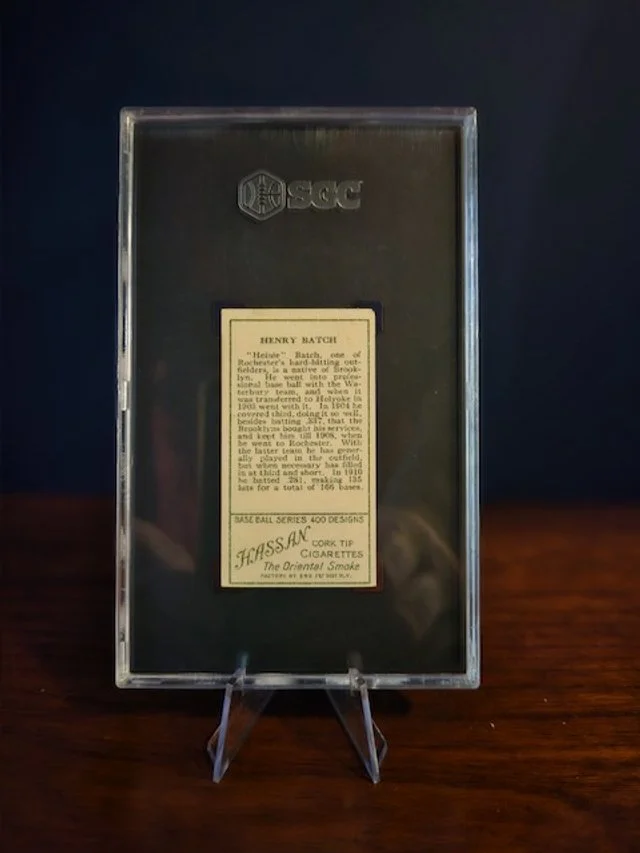 SGC
HENRY BATCH
"Heinie" Batch, one of
Rochester's hard-hitting out-
fielders, is a native of Brook-
lyn. He went into profes-
sional base ball with the Wa-
terbury team, and when it
was transferred to Holyoke in
1903 went with it. In 1904 he
covered third, doing it so well,
besides batting .337, that the
Brooklyns bought his services,
and kept him till 1908, when
he went to Rochester. With
the latter team he has gener-
ally played in the outfield,
but when necessary has filled
in at third and short. In 1910
he batted .281, making 135
hits for a total of 166 bases.
BASE BALL SERIES 400 DESIGNS
HASSAN CORK TIP
CIGARETTES
The Oriental Smoke
FACTORY